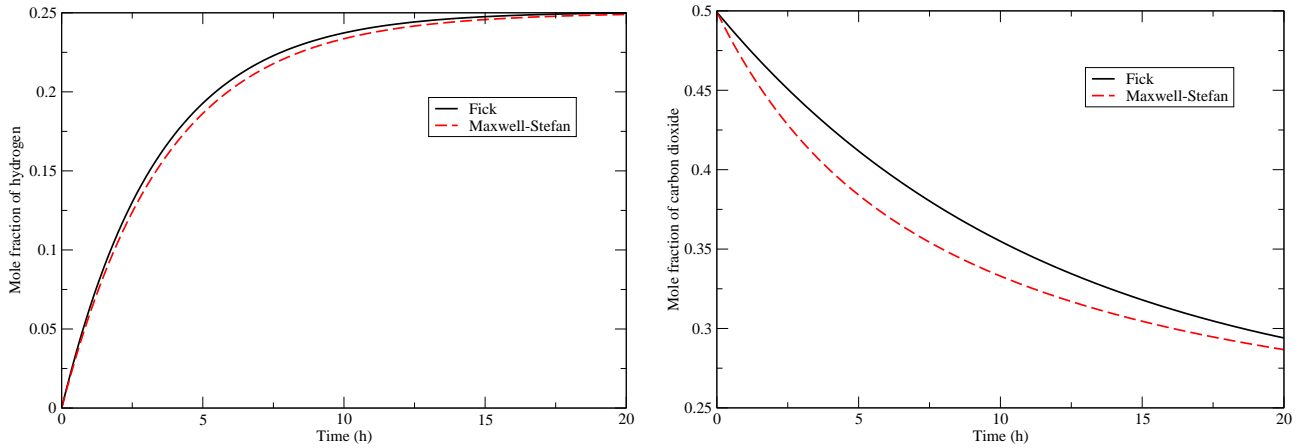 0.25
0.2
0.15
0.1
0.05
0
Mole fraction of hydrogen
Fick
Maxwell-Stefan
0 5 10 15 20
Time (h)
0.5
0.45
0.4
0.35
0.3
0.25
Mole fraction of carbon dioxide
Fick
Maxwell-Stefan
0 5 10 15 20
Time (h)